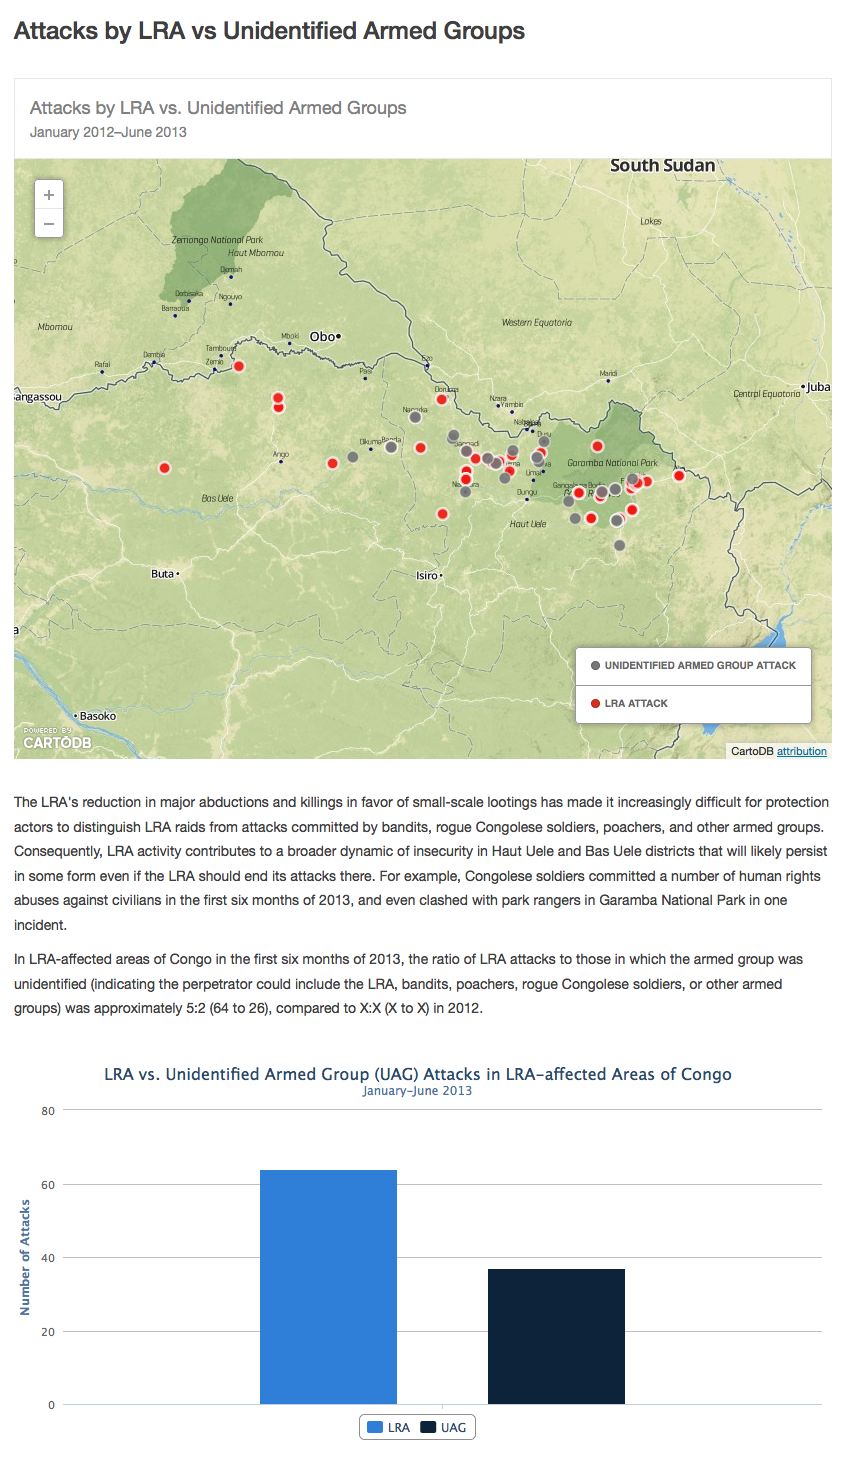 Attacks by LRA vs Unidentified Armed Groups
Attacks by LRA vs. Unidentified Armed Groups
January 2012–June 2013
South Sudan
+
−
Lokes
Zemongo National Park
Haut Mbomou
Djemah
Derbisaka
Ngouyo
Barraoua
Mbomou
Western Equatoria
Mboki
Obo
Tamboura
Dembia
Zemio
Ezo
Rafai
Pasi
Maridi
Juba
Doruma
Central Equatoria
angassou
Nzara
Yambio
Duru
Dikuma
Banda
Ango
Garamba National Park
Bas Uele
Dungu
Haut Uele
Buta
Isiro
a
UNIDENTIFIED ARMED GROUP ATTACK
LRA ATTACK
Basoko
POWERED BY
CARTODB
CartoDB attribution
The LRA's reduction in major abductions and killings in favor of small-scale lootings has made it increasingly difficult for protection
actors to distinguish LRA raids from attacks committed by bandits, rogue Congolese soldiers, poachers, and other armed groups.
Consequently, LRA activity contributes to a broader dynamic of insecurity in Haut Uele and Bas Uele districts that will likely persist
in some form even if the LRA should end its attacks there. For example, Congolese soldiers committed a number of human rights
abuses against civilians in the first six months of 2013, and even clashed with park rangers in Garamba National Park in one
incident.
In LRA-affected areas of Congo in the first six months of 2013, the ratio of LRA attacks to those in which the armed group was
unidentified (indicating the perpetrator could include the LRA, bandits, poachers, rogue Congolese soldiers, or other armed
groups) was approximately 5:2 (64 to 26), compared to X:X (X to X) in 2012.
LRA vs. Unidentified Armed Group (UAG) Attacks in LRA-affected Areas of Congo
January-June 2013
80
60
40
20
0
Number of Attacks
LRA UAG